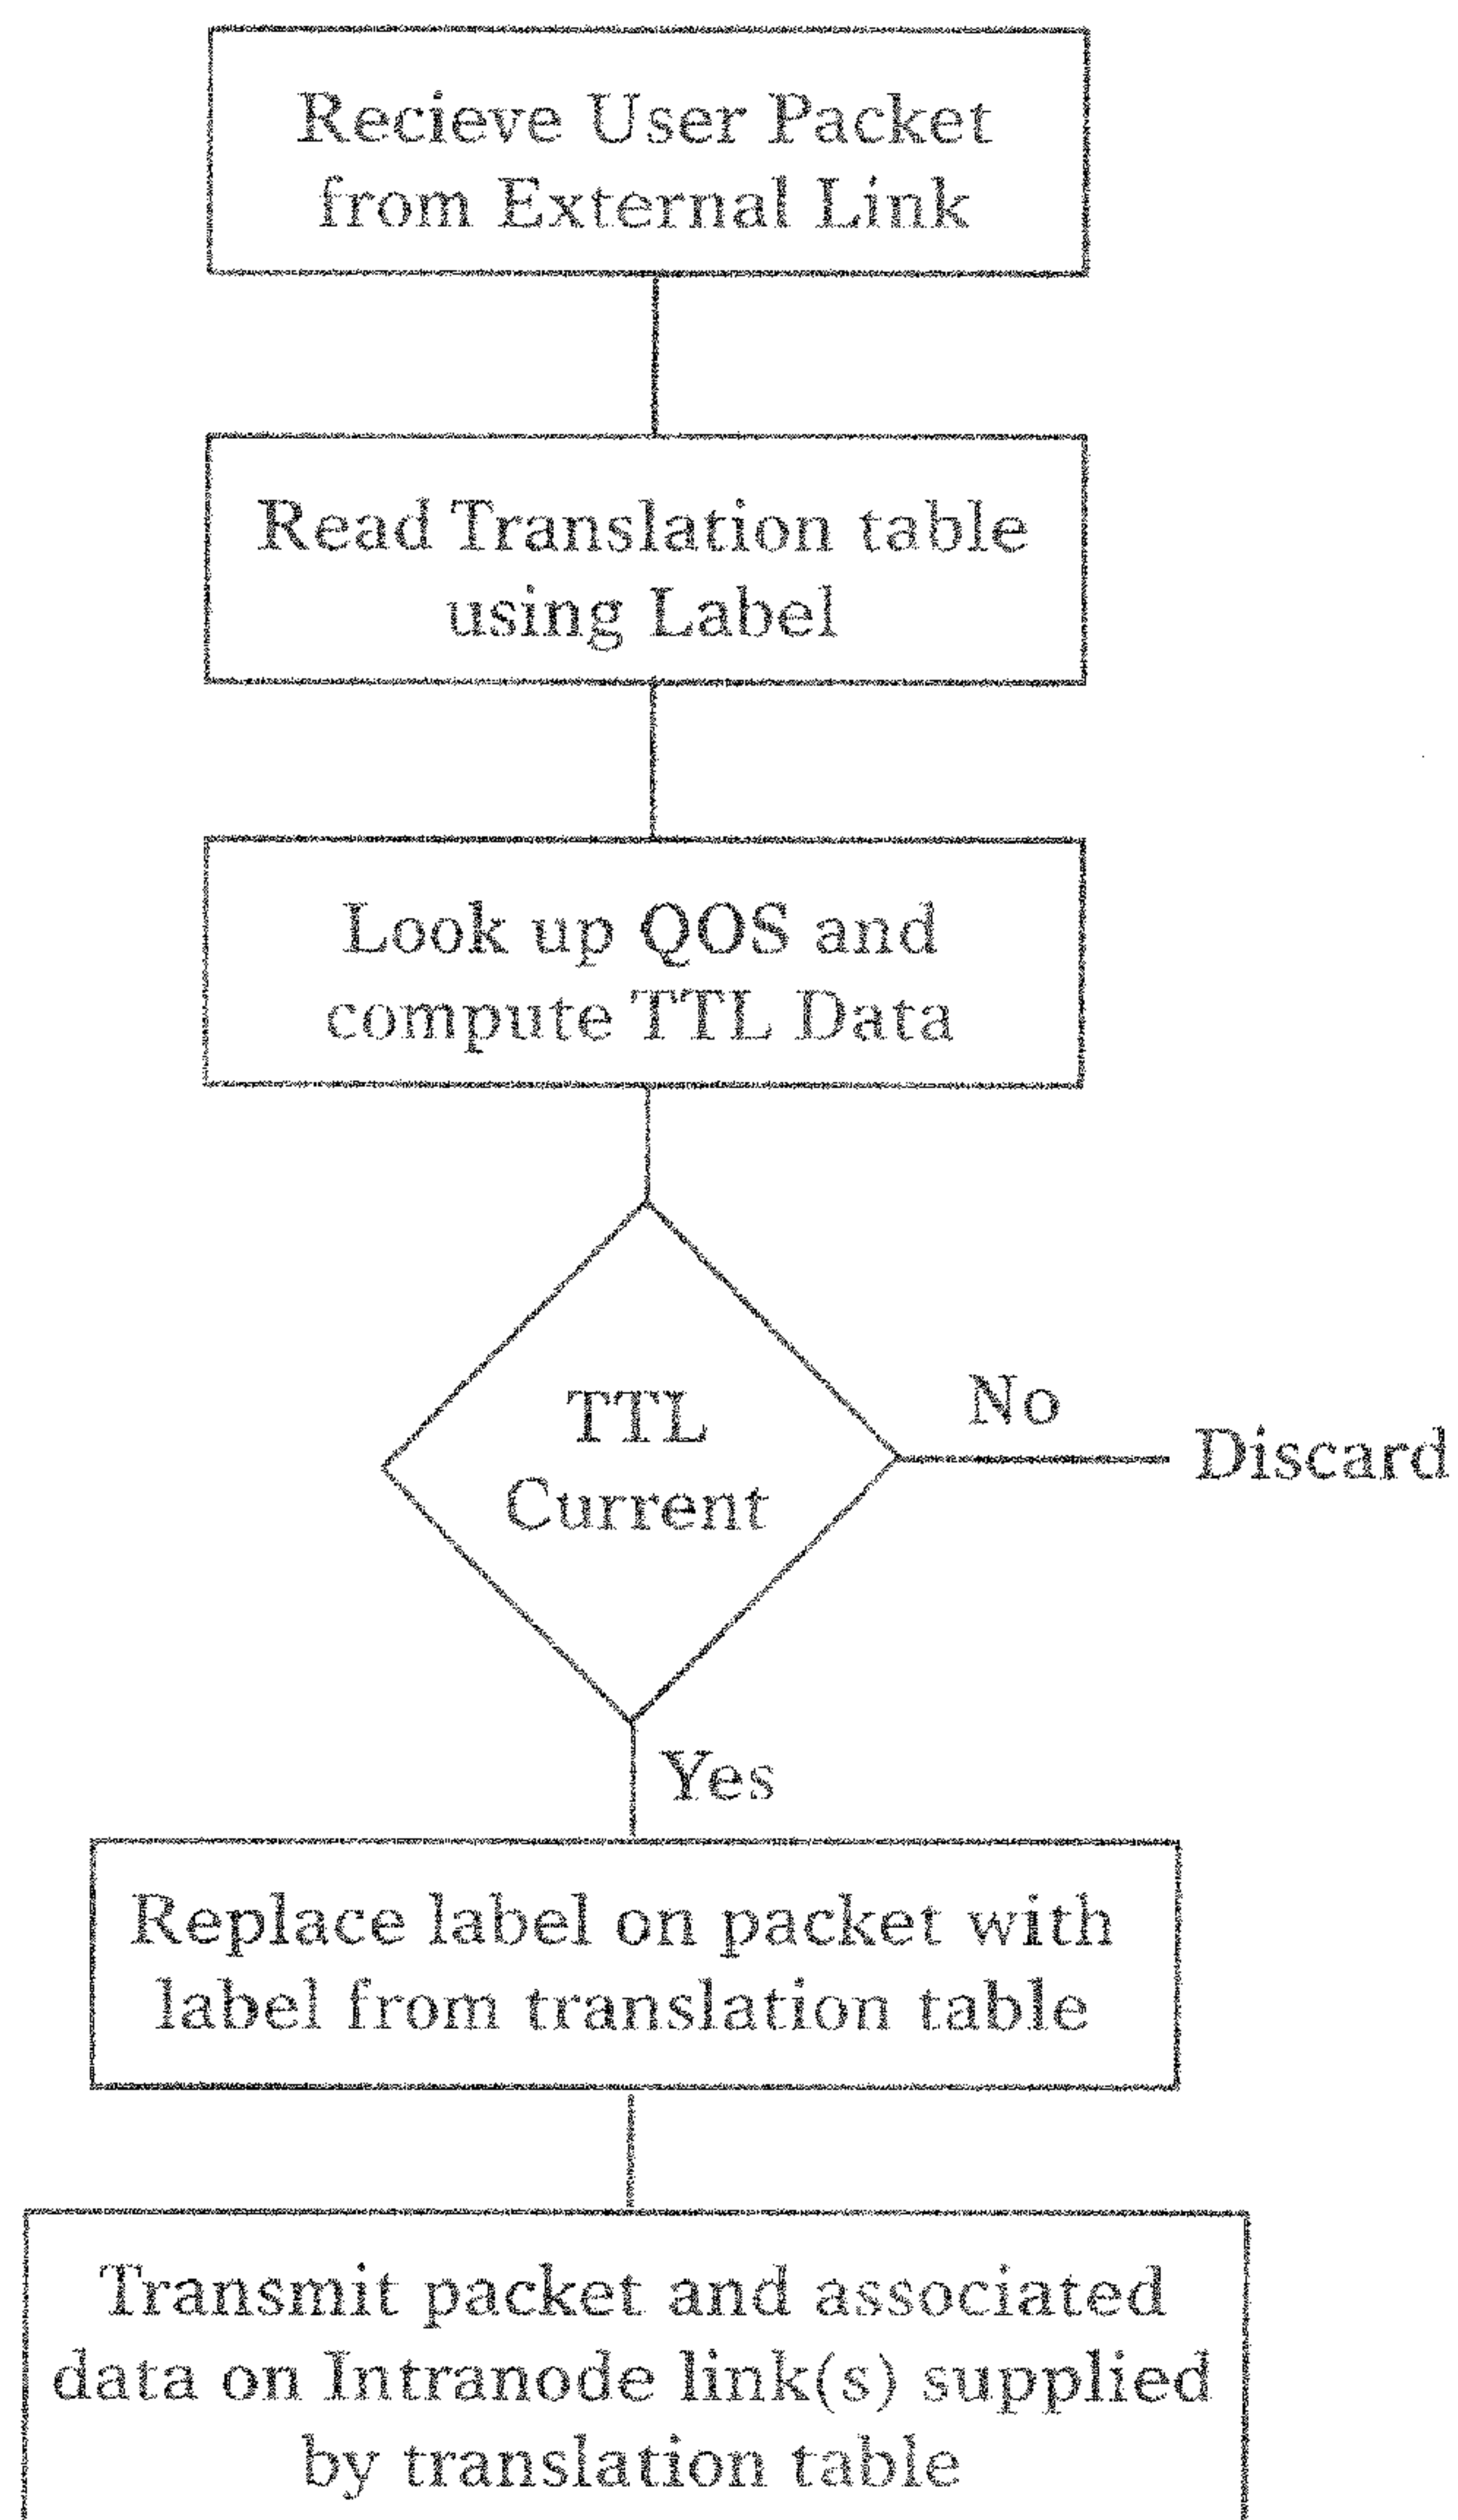 Recieve User Packet
from External Link
Read Translation table
using Label
Look up QOS and
compute TTL Data
TTL
Current
No
Discard
Yes
Replace label on packet with
label from translation table
Transmit packet and associated
data on Intranode link(s) supplied
by translation table